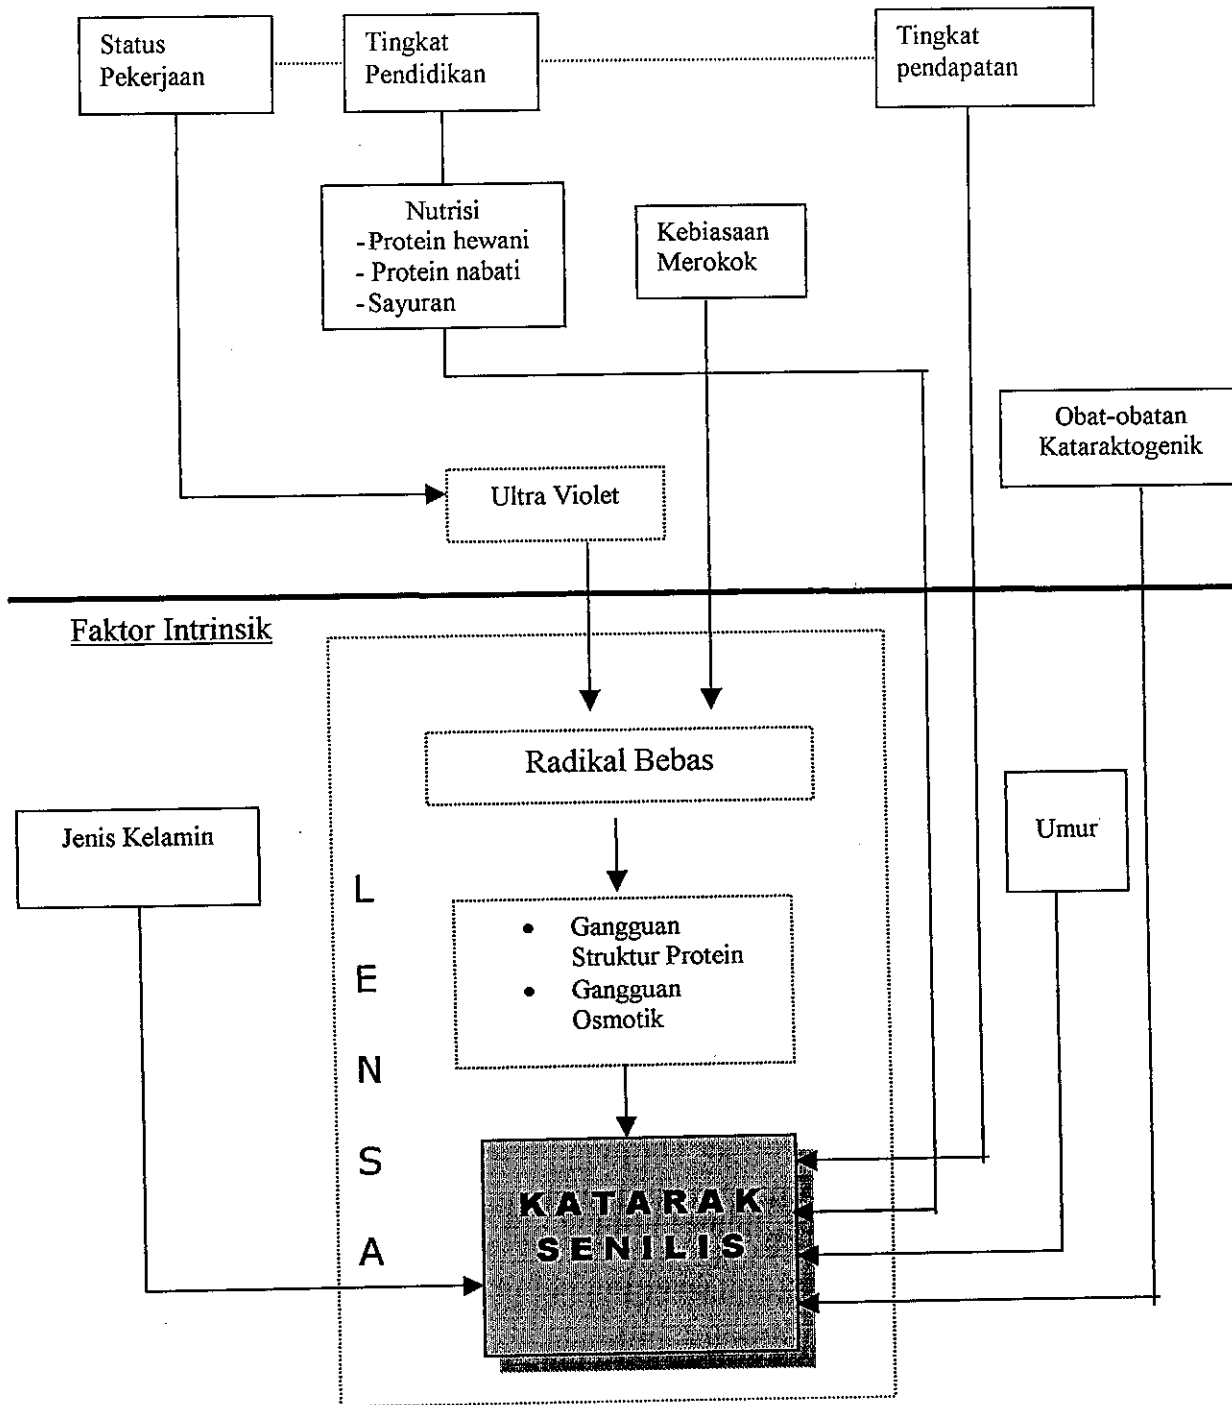 Status
Pekerjaan
Tingkat
Pendidikan
Tingkat
pendapatan
Nutrisi
-Protein hewani
- Protein nabati
-Sayuran
Kebiasaan
Merokok
Obat-obatan
Kataraktogenik
Ultra Violet
Faktor Intrinsik
Radikal Bebas
Jenis Kelamin
Umur
L
E
N
S
A
• Gangguan
Struktur Protein
• Gangguan
Osmotik
KATARAK
SENILIS